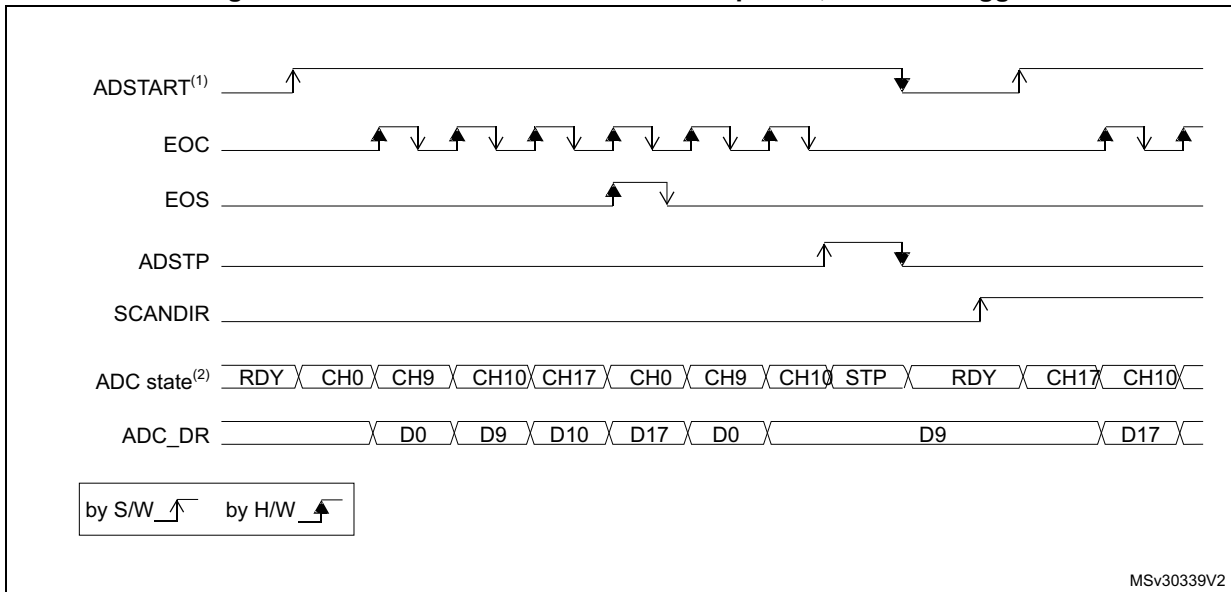 ADSTART(1)
EOC
EOS
ADSTP
SCANDIR
ADC state(2) RDY CH0 CH9 CH10 CH17 CH0 CH9 CH10 STP RDY CH17 CH10
ADC_DR D0 D9 D10 D17 D0 D9 D17
by S/W by H/W
MSv30339V2